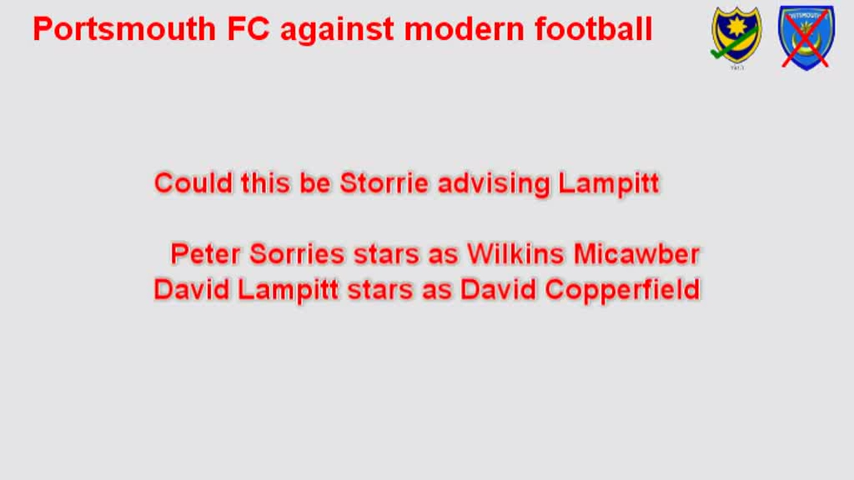 Portsmouth FC against modern football
Could this be Storrie advising Lampitt
Peter Sorries stars as Wilkins Micawber
David Lampitt stars as David Copperfield